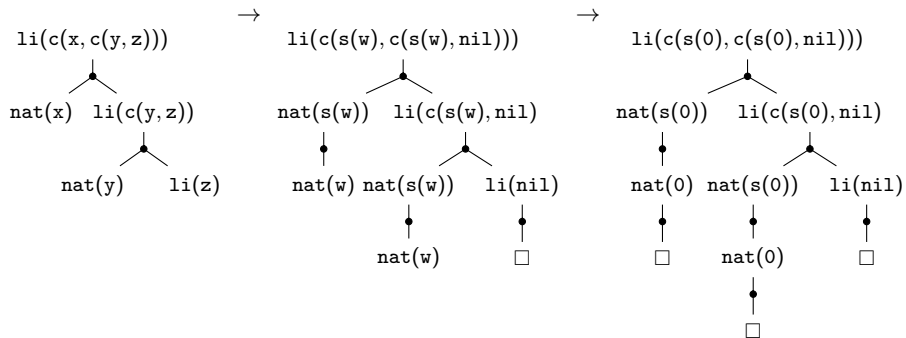 → →
li(c(x, c(y, z))) li(c(s(w), c(s(w), nil))) li(c(s(0), c(s(0), nil)))
nat(x) li(c(y, z)) nat(s(w)) li(c(s(w), nil) nat(s(0)) li(c(s(0), nil)
nat(y) li(z) nat(w) nat(s(w)) li(nil) nat(0) nat(s(0)) li(nil)
nat(w) □ □ nat(0) □
□